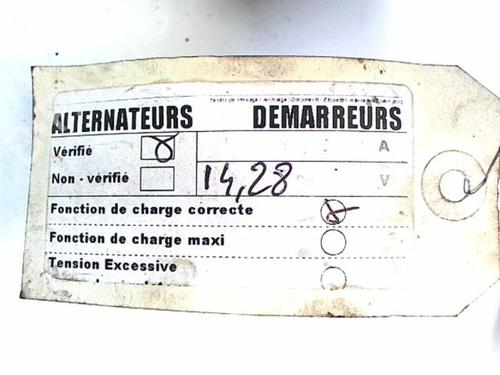 ALTERNATEURS DEMARREURS
Vérifié A
Non - vérifié 14,28 V
Fonction de charge correcte
Fonction de charge maxi
Tension Excessive